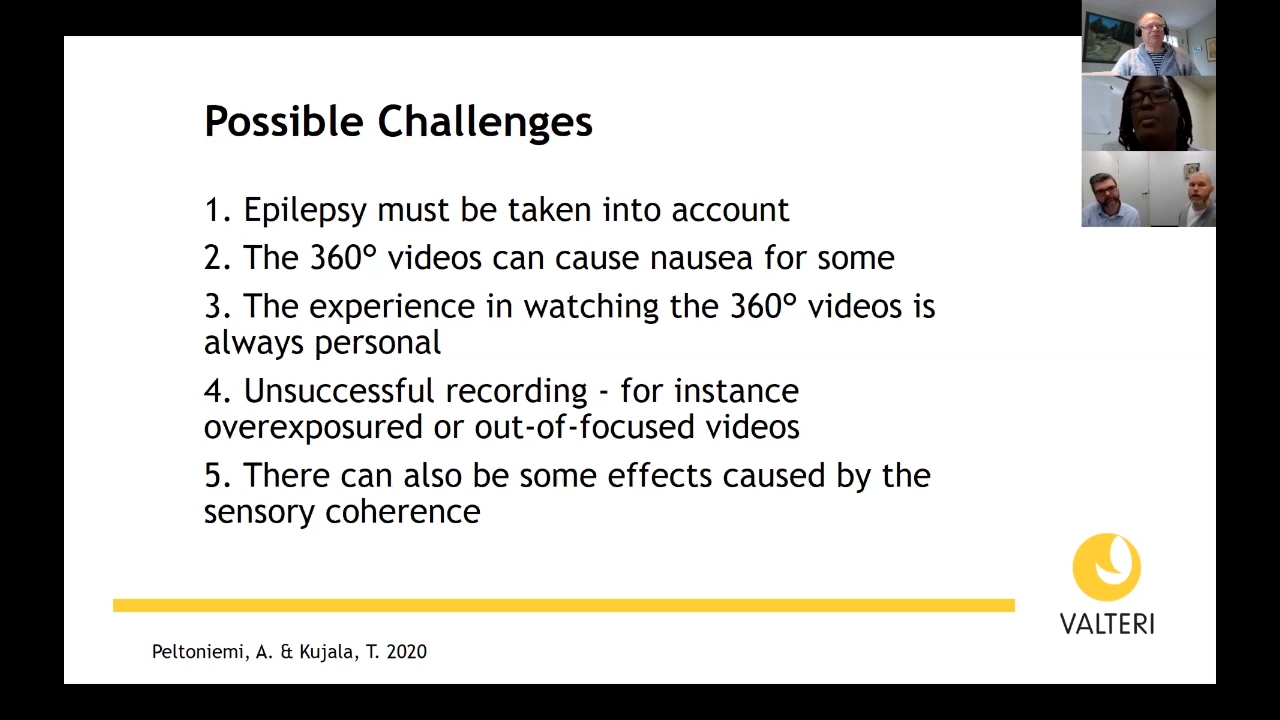 Possible Challenges
1. Epilepsy must be taken into account
2. The 360° videos can cause nausea for some
3. The experience in watching the 360° videos is
always personal
4. Unsuccessful recording - for instance
overexposured or out-of-focused videos
5. There can also be some effects caused by the
sensory coherence
VALTERI
Peltoniemi, A. & Kujala, T. 2020